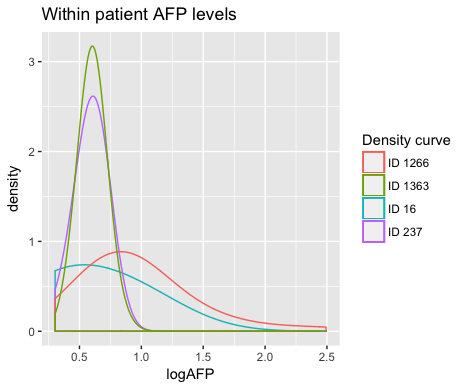 Within patient AFP levels
density
3
2
1
0
0.5 1.0 1.5 2.0 2.5
logAFP
Density curve
ID 1266
ID 1363
ID 16
ID 237